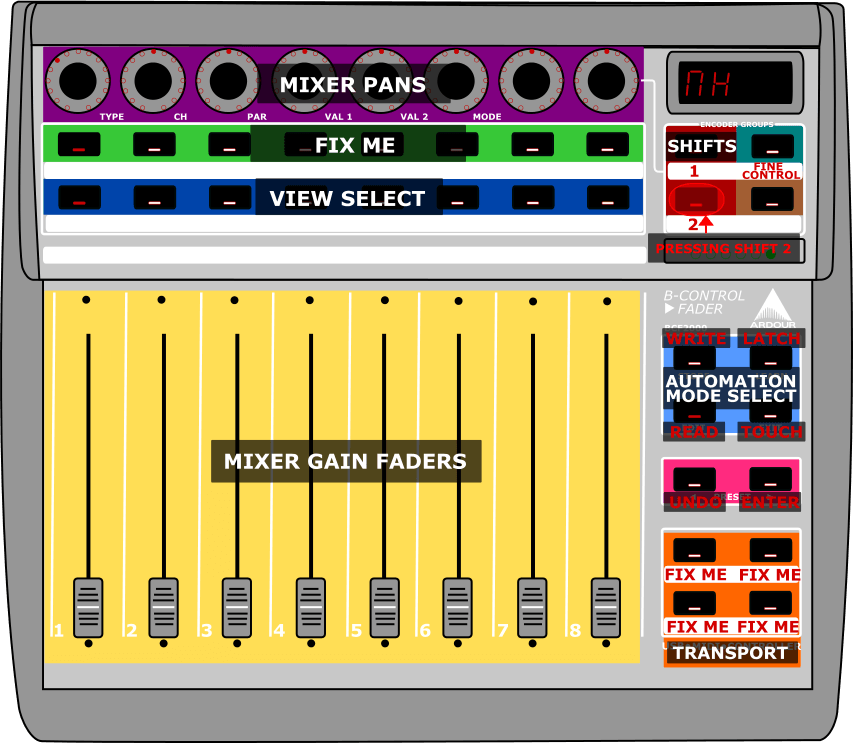 MIXER PANS
TYPE CH PAR VAL 1 VAL 2 MODE
ENCODER GROUPS
FIX ME
SHIFTS
1
FINE
CONTROL
VIEW SELECT
2
PRESSING SHIFT 2
B-CONTROL
FADER
ARDOUR
BCF2000
WRITE LATCH
AUTOMATION
MODE SELECT
READ TOUCH
MIXER GAIN FADERS
PRESET
UNDO ENTER
FIX ME FIX ME
1 2 3 4 5 6 7 8
FIX ME FIX ME
TRANSPORT